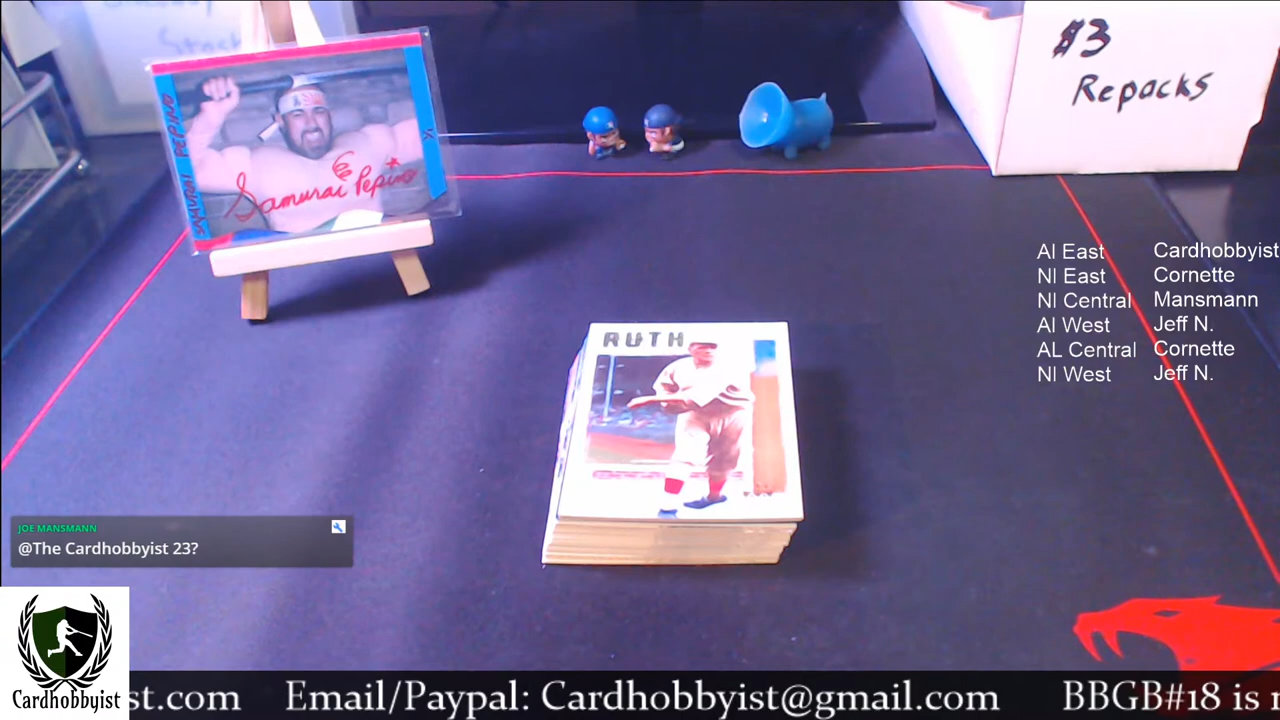 #3
Repacks
SAMURAI PEPINO
Samurai Pepino
Al East Cardhobbyist
Nl East Cornette
Nl Central Mansmann
Al West Jeff N.
AL Central Cornette
Nl West Jeff N.
RUTH
JOE MANSMANN
@The Cardhobbyist 23?
Cardhobbyist
st.com Email/Paypal: Cardhobbyist@gmail.com BBGB#18 is